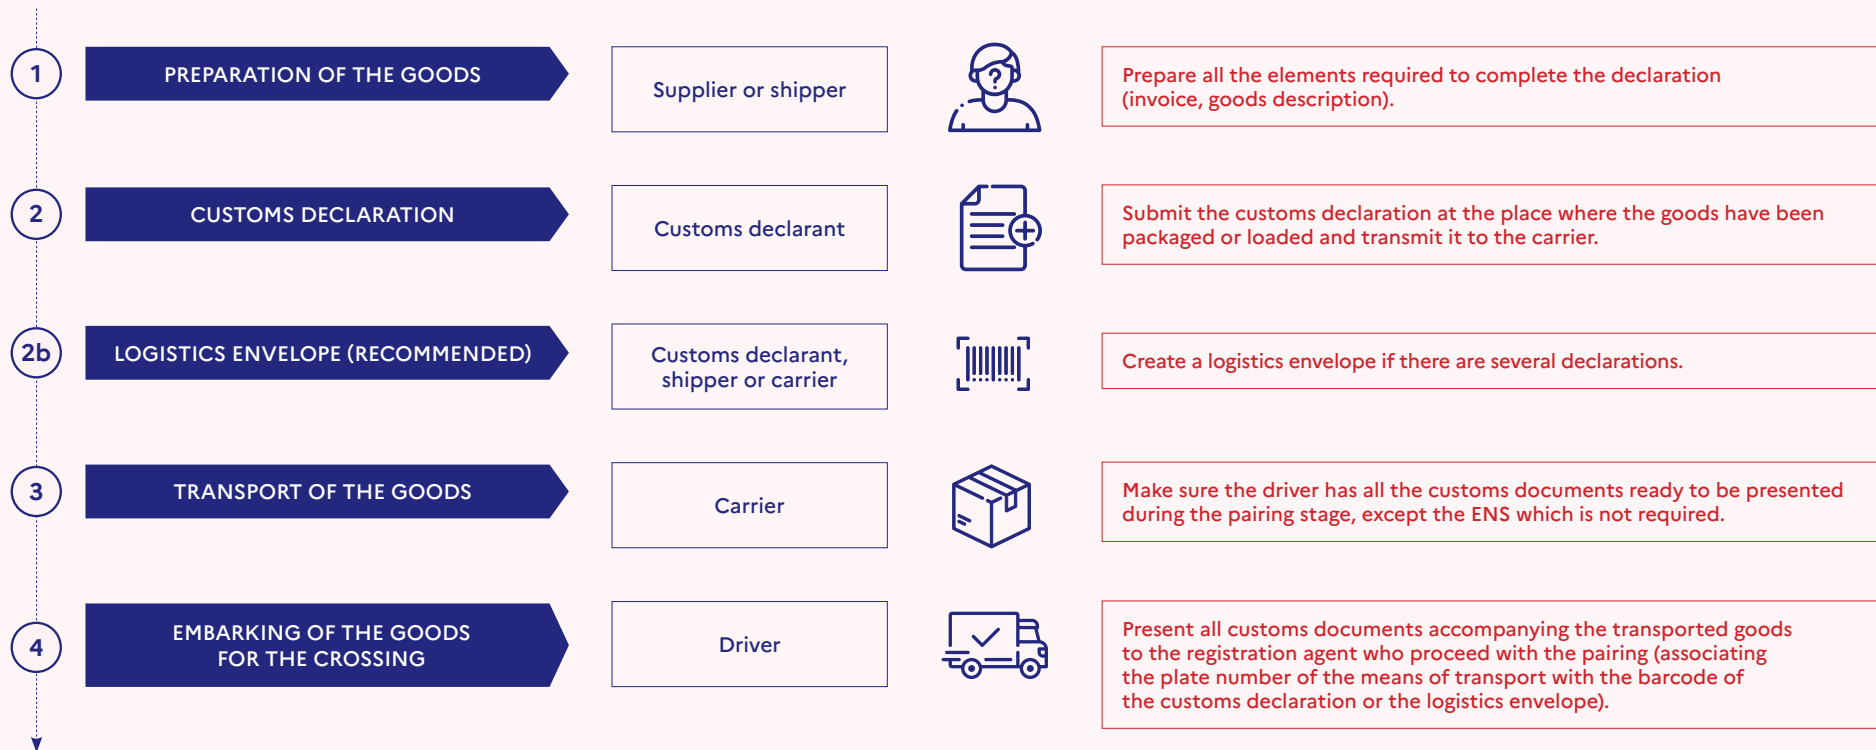 1
PREPARATION OF THE GOODS
Supplier or shipper
?
Prepare all the elements required to complete the declaration
(invoice, goods description).
2
CUSTOMS DECLARATION
Customs declarant
Submit the customs declaration at the place where the goods have been
packaged or loaded and transmit it to the carrier.
2b
LOGISTICS ENVELOPE (RECOMMENDED)
Customs declarant,
shipper or carrier
Create a logistics envelope if there are several declarations.
3
TRANSPORT OF THE GOODS
Carrier
Make sure the driver has all the customs documents ready to be presented
during the pairing stage, except the ENS which is not required.
4
EMBARKING OF THE GOODS
FOR THE CROSSING
Driver
Present all customs documents accompanying the transported goods
to the registration agent who proceed with the pairing (associating
the plate number of the means of transport with the barcode of
the customs declaration or the logistics envelope).